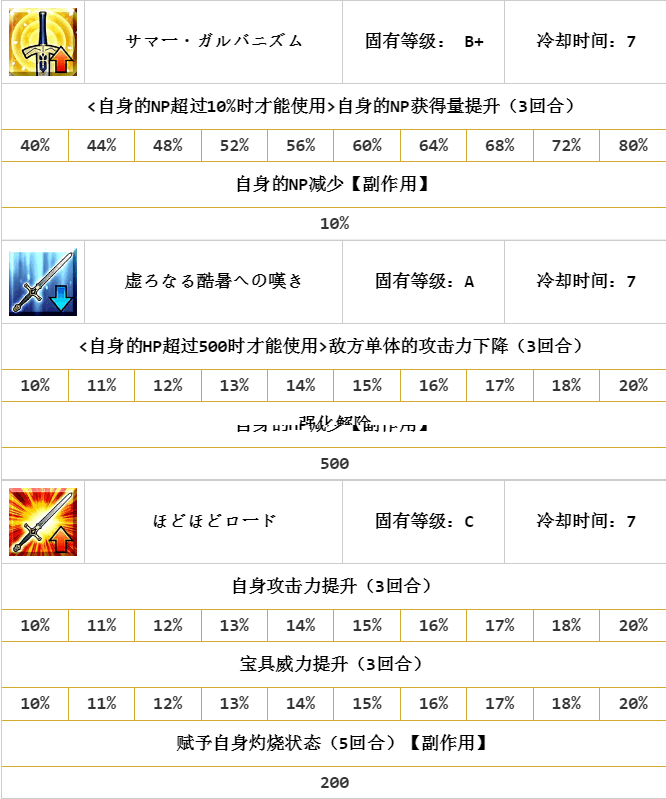 サマー・ガルバニズム 固有等级： B+ 冷却时间：7
<自身的NP超过10%时才能使用>自身的NP获得量提升（3回合）
40% 44% 48% 52% 56% 60% 64% 68% 72% 80%
自身的NP减少【副作用】
10%
虚ろなる酷暑への嘆き 固有等级：A 冷却时间：7
<自身的HP超过500时才能使用>敌方单体的攻击力下降（3回合）
10% 11% 12% 13% 14% 15% 16% 17% 18% 20%
强化解除
自身的HP减少【副作用】
500
ほどほどロード 固有等级：C 冷却时间：7
自身攻击力提升（3回合）
10% 11% 12% 13% 14% 15% 16% 17% 18% 20%
宝具威力提升（3回合）
10% 11% 12% 13% 14% 15% 16% 17% 18% 20%
赋予自身灼烧状态（5回合）【副作用】
200